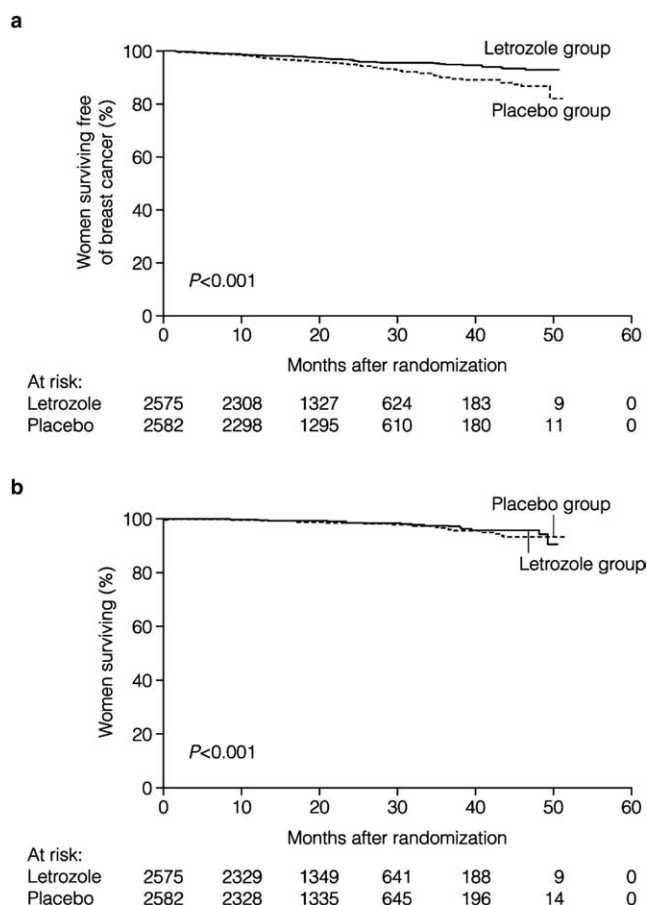 a
Letrozole group
Placebo group
Women surviving free
of breast cancer (%)
100
80
60
40
20
0
P<0.001
0 10 20 30 40 50 60
Months after randomization
At risk:
Letrozole 2575 2308 1327 624 183 9 0
Placebo 2582 2298 1295 610 180 11 0
b
Placebo group
Letrozole group
Women surviving (%)
100
80
60
40
20
0
P<0.001
0 10 20 30 40 50 60
Months after randomization
At risk:
Letrozole 2575 2329 1349 641 188 9 0
Placebo 2582 2328 1335 645 196 14 0